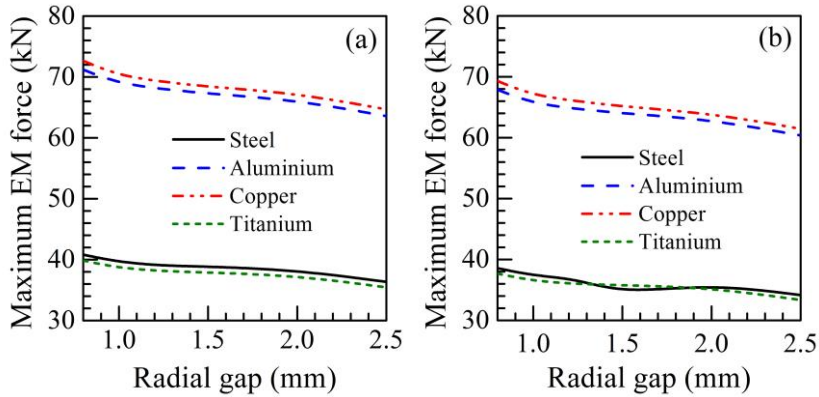 Maximum EM force (kN)
80
70
60
50
40
30
(a)
Steel
Aluminium
Copper
Titanium
1.0 1.5 2.0 2.5
Radial gap (mm)
Maximum EM force (kN)
80
70
60
50
40
30
(b)
Steel
Aluminium
Copper
Titanium
1.0 1.5 2.0 2.5
Radial gap (mm)